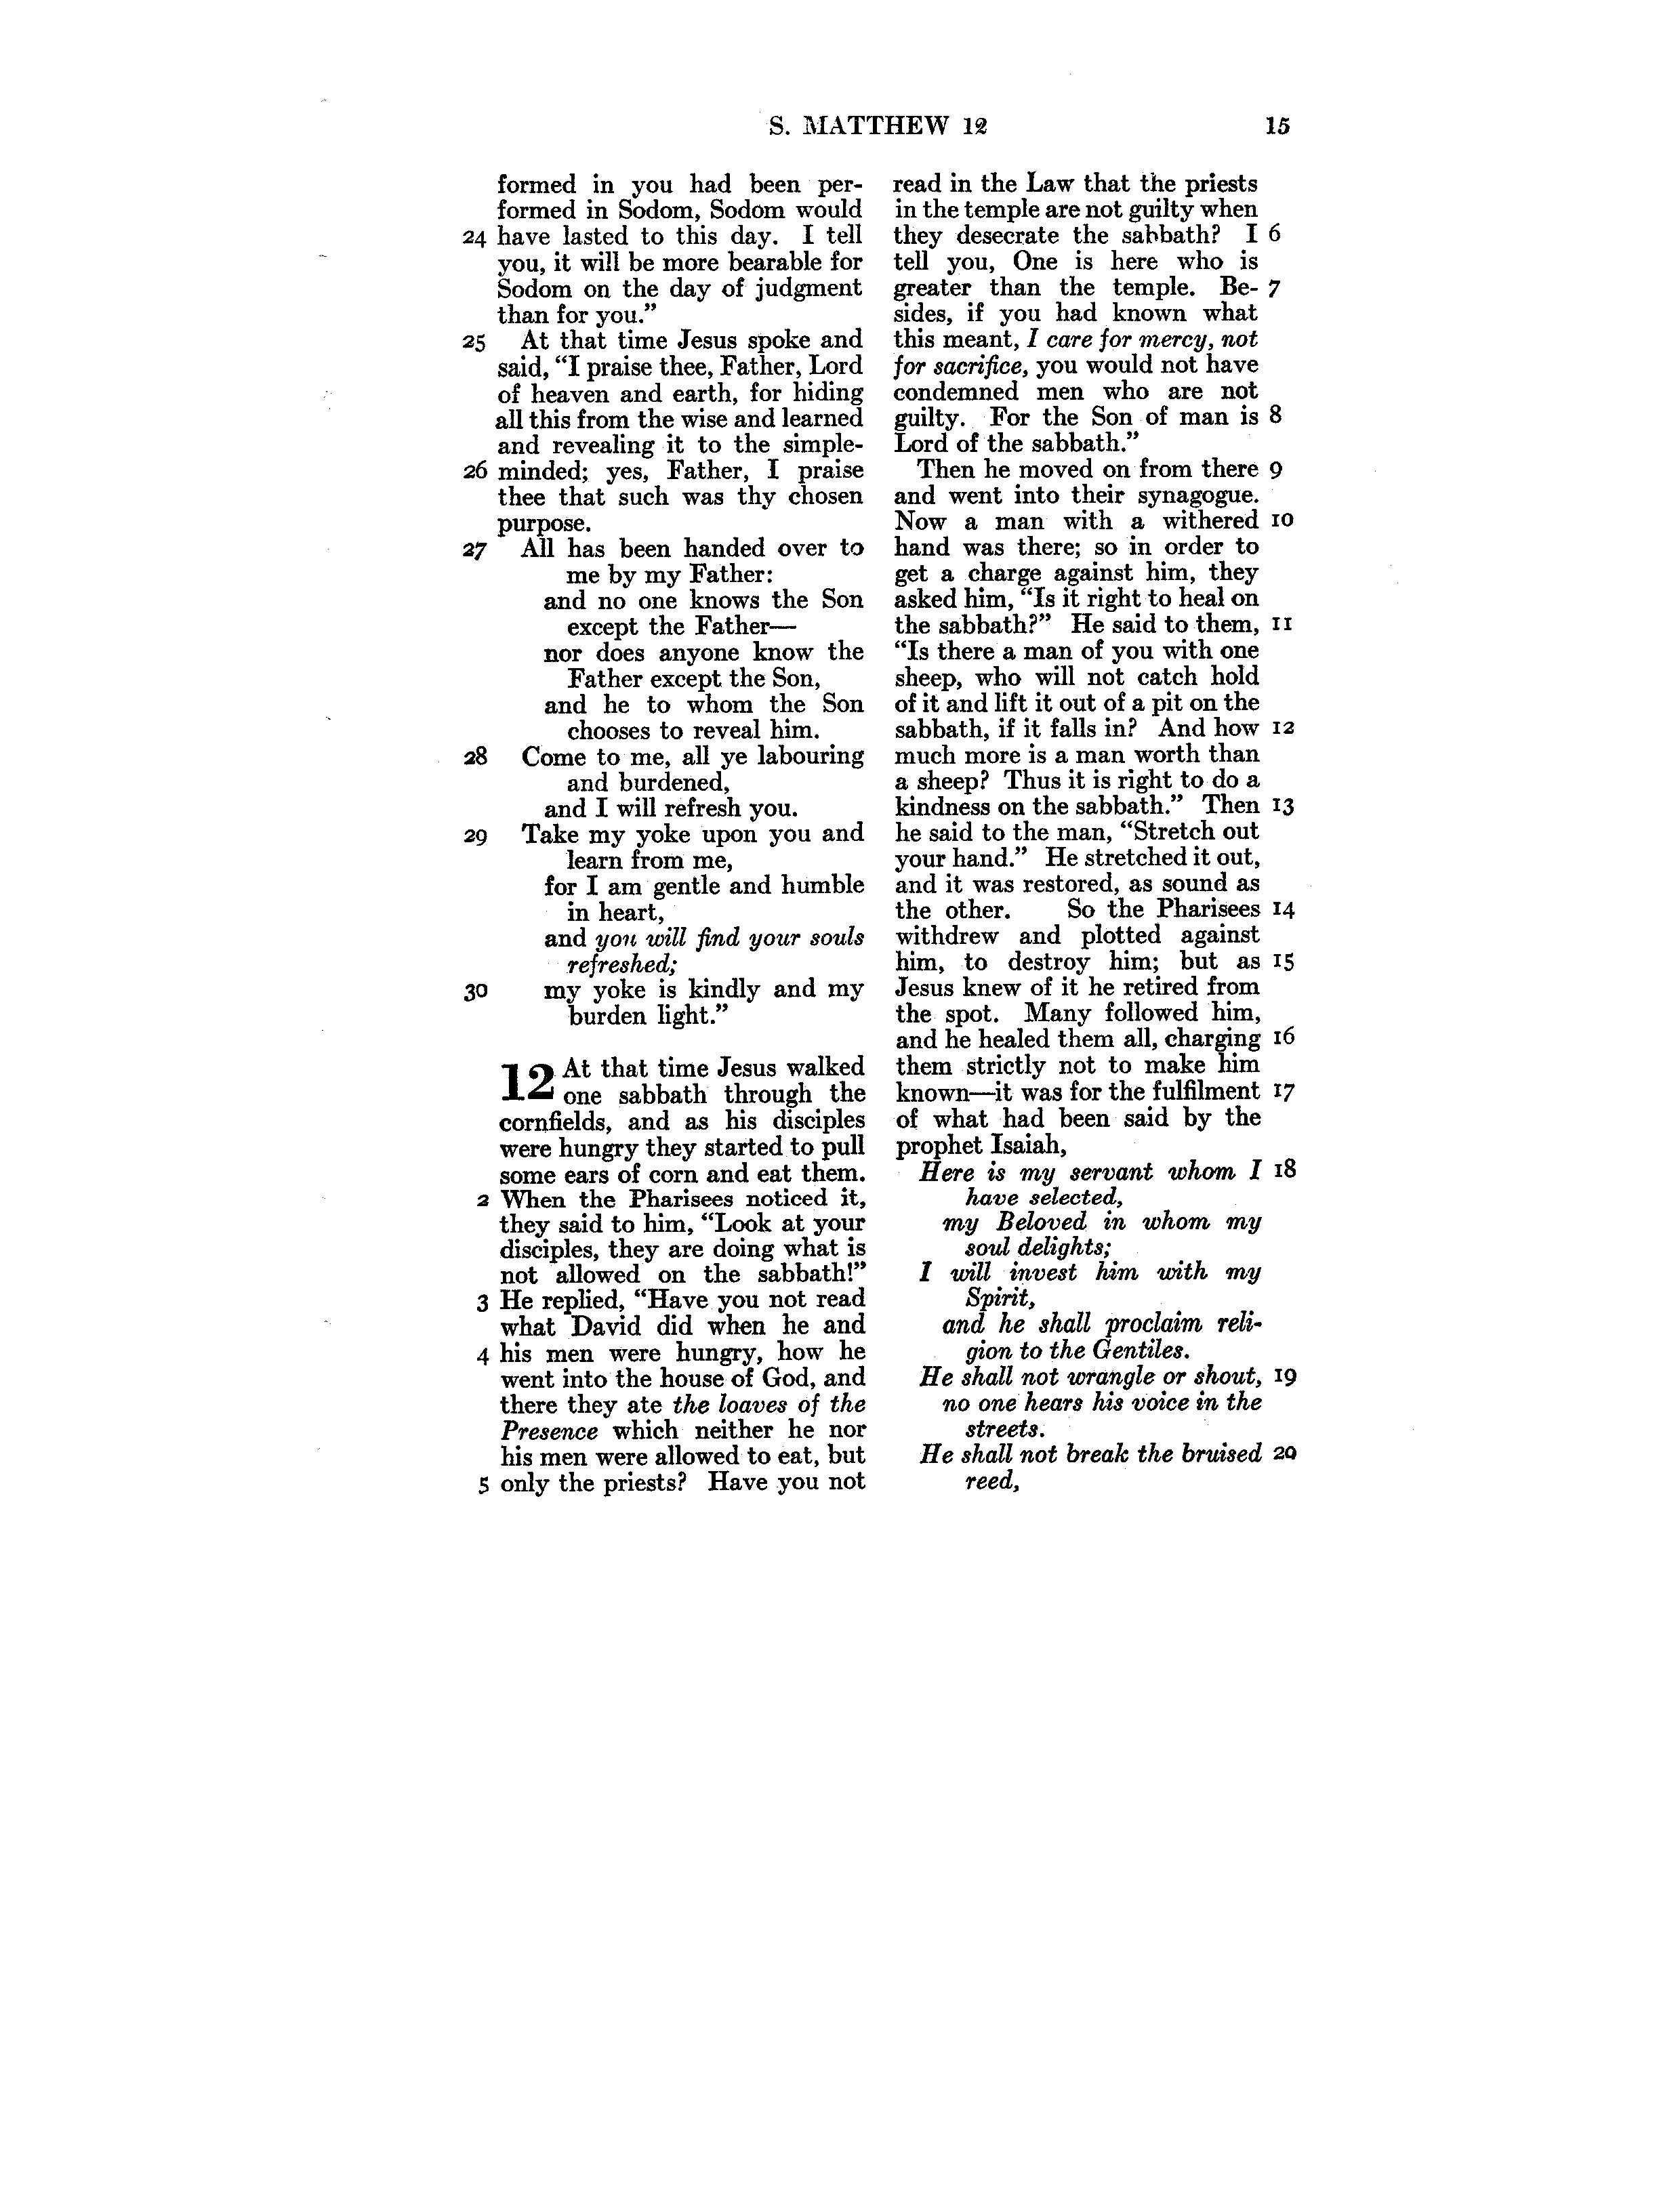 S. MATTHEW 12 15
formed in you had been per-
formed in Sodom, Sodom would
24 have lasted to this day. I tell
you, it will be more bearable for
Sodom on the day of judgment
than for you.”
25 At that time Jesus spoke and
said, “I praise thee, Father, Lord
of heaven and earth, for hiding
all this from the wise and learned
and revealing it to the simple-
26 minded; yes, Father, I praise
thee that such was thy chosen
purpose.
27 All has been handed over to
me by my Father:
and no one knows the Son
except the Father—
nor does anyone know the
Father except the Son,
and he to whom the Son
chooses to reveal him.
28 Come to me, all ye labouring
and burdened,
and I will refresh you.
29 Take my yoke upon you and
learn from me,
for I am gentle and humble
in heart,
and you will find your souls
refreshed;
30 my yoke is kindly and my
burden light.”
12 At that time Jesus walked
one sabbath through the
cornfields, and as his disciples
were hungry they started to pull
some ears of corn and eat them.
2 When the Pharisees noticed it,
they said to him, “Look at your
disciples, they are doing what is
not allowed on the sabbath!”
3 He replied, “Have you not read
what David did when he and
4 his men were hungry, how he
went into the house of God, and
there they ate the loaves of the
Presence which neither he nor
his men were allowed to eat, but
5 only the priests? Have you not
read in the Law that the priests
in the temple are not guilty when
they desecrate the sabbath? I 6
tell you, One is here who is
greater than the temple. Be- 7
sides, if you had known what
this meant, I care for mercy, not
for sacrifice, you would not have
condemned men who are not
guilty. For the Son of man is 8
Lord of the sabbath.”
Then he moved on from there 9
and went into their synagogue.
Now a man with a withered 10
hand was there; so in order to
get a charge against him, they
asked him, “Is it right to heal on
the sabbath?” He said to them, 11
“Is there a man of you with one
sheep, who will not catch hold
of it and lift it out of a pit on the
sabbath, if it falls in? And how 12
much more is a man worth than
a sheep? Thus it is right to do a
kindness on the sabbath.” Then 13
he said to the man, “Stretch out
your hand.” He stretched it out,
and it was restored, as sound as
the other. So the Pharisees 14
withdrew and plotted against
him, to destroy him; but as 15
Jesus knew of it he retired from
the spot. Many followed him,
and he healed them all, charging 16
them strictly not to make him
known—it was for the fulfilment 17
of what had been said by the
prophet Isaiah,
Here is my servant whom I 18
have selected,
my Beloved in whom my
soul delights;
I will invest him with my
Spirit,
and he shall proclaim reli-
gion to the Gentiles.
He shall not wrangle or shout, 19
no one hears his voice in the
streets.
He shall not break the bruised 20
reed,